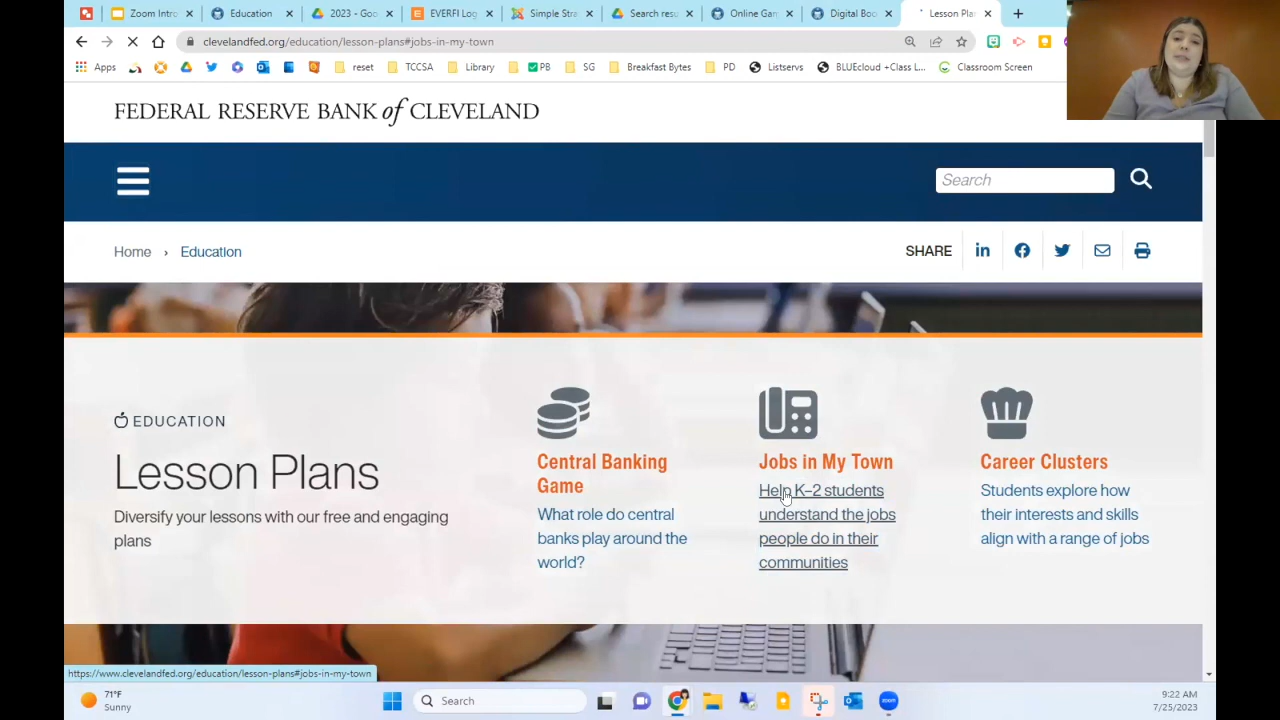 Zoom Intro
Education
2023 - Goo
EVERFI Log
Simple Stra
Search resu
Online Gam
Digital Boo
Lesson Plan
clevelandfed.org/education/lesson-plans#jobs-in-my-town
Apps
reset
TCCSA
Library
PB
SG
Breakfast Bytes
PD
Listservs
BLUEcloud +Class L...
Classroom Screen
FEDERAL RESERVE BANK of CLEVELAND
Search
Home › Education
SHARE
EDUCATION
Lesson Plans
Diversify your lessons with our free and engaging
plans
Central Banking
Game
What role do central
banks play around the
world?
Jobs in My Town
Help K–2 students
understand the jobs
people do in their
communities
Career Clusters
Students explore how
their interests and skills
align with a range of jobs
https://www.clevelandfed.org/education/lesson-plans#jobs-in-my-town
71°F
Sunny
Search
zoom
9:22 AM
7/25/2023